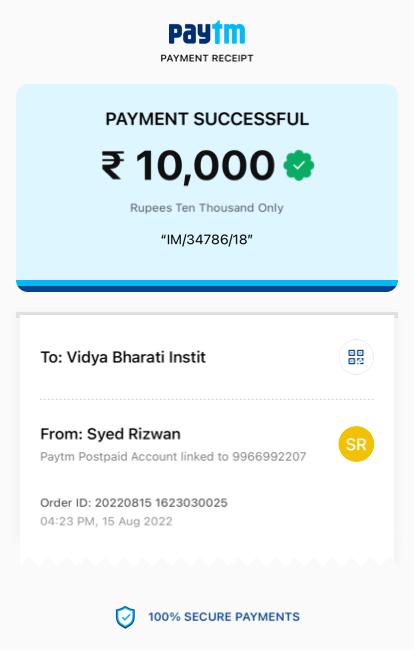 paytm
PAYMENT RECEIPT
PAYMENT SUCCESSFUL
₹ 10,000
Rupees Ten Thousand Only
“IM/34786/18”
To: Vidya Bharati Instit
From: Syed Rizwan
SR
Paytm Postpaid Account linked to 9966992207
Order ID: 20220815 1623030025
04:23 PM, 15 Aug 2022
100% SECURE PAYMENTS